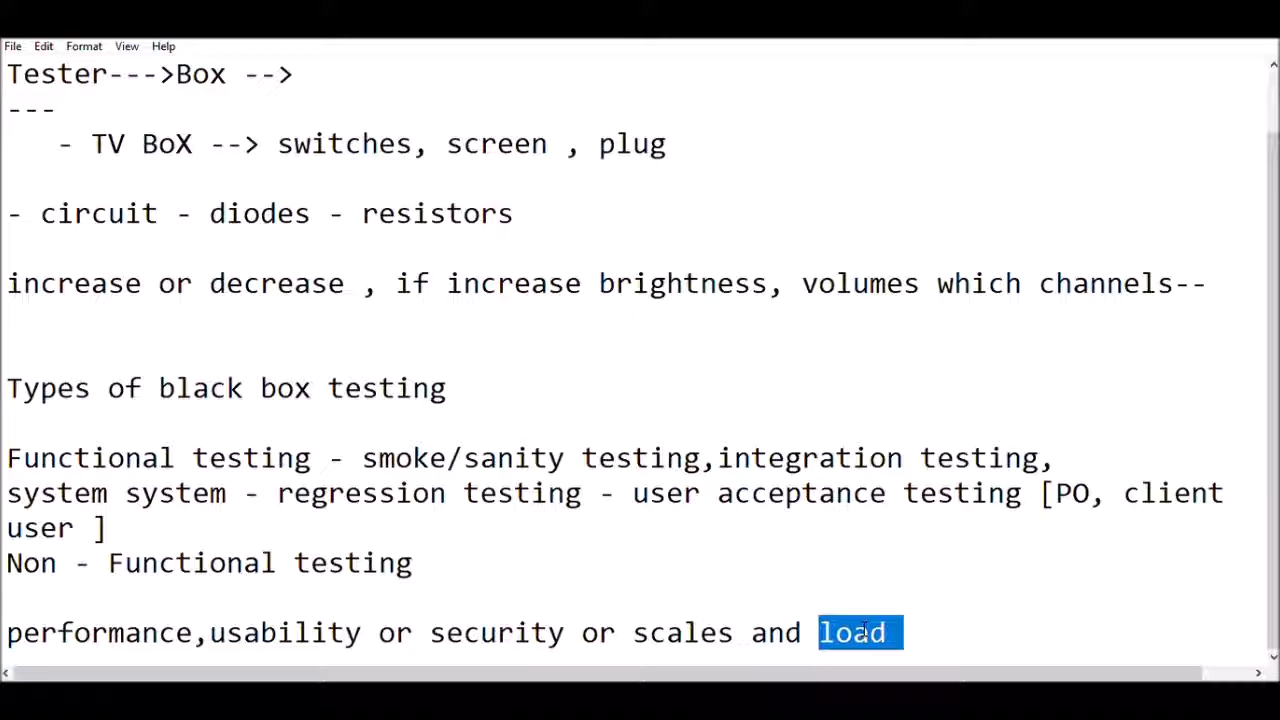 File Edit Format View Help
Tester--->Box -->
---
- TV BoX --> switches, screen , plug
- circuit - diodes - resistors
increase or decrease , if increase brightness, volumes which channels--
Types of black box testing
Functional testing - smoke/sanity testing,integration testing,
system system - regression testing - user acceptance testing [PO, client
user ]
Non - Functional testing
performance,usability or security or scales and load